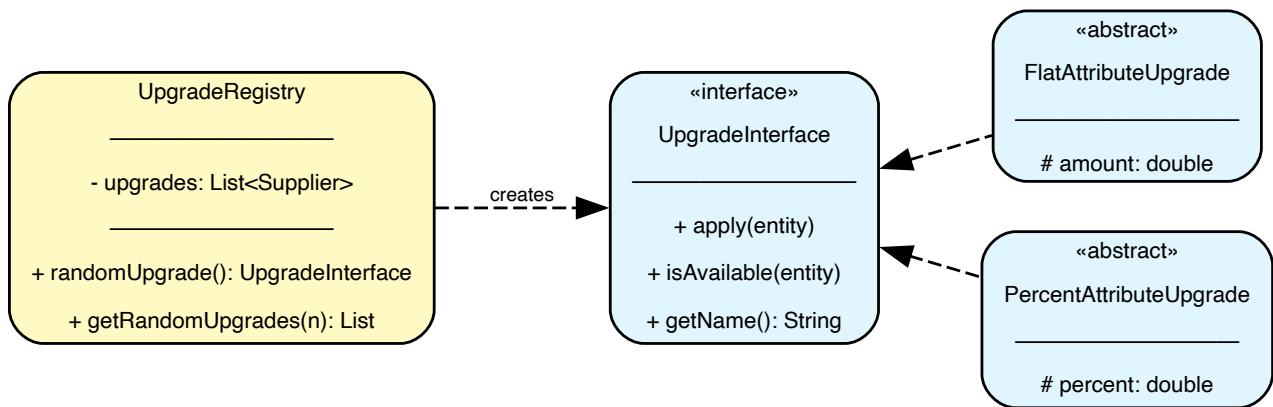 UpgradeRegistry
- upgrades: List<Supplier>
+ randomUpgrade(): UpgradeInterface
+ getRandomUpgrades(n): List
creates
«interface»
UpgradeInterface
+ apply(entity)
+ isAvailable(entity)
+ getName(): String
«abstract»
FlatAttributeUpgrade
# amount: double
«abstract»
PercentAttributeUpgrade
# percent: double